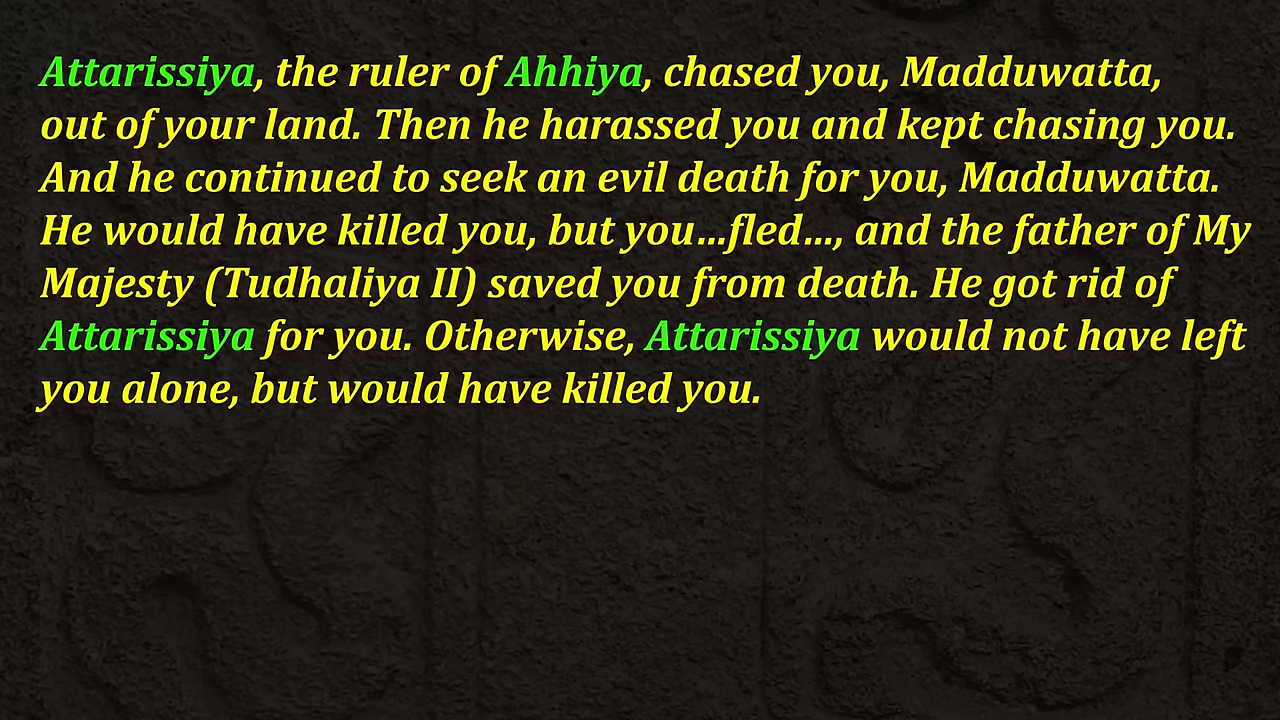 Attarissiya, the ruler of Ahhiya, chased you, Madduwatta,
out of your land. Then he harassed you and kept chasing you.
And he continued to seek an evil death for you, Madduwatta.
He would have killed you, but you...fled..., and the father of My
Majesty (Tudhaliya II) saved you from death. He got rid of
Attarissiya for you. Otherwise, Attarissiya would not have left
you alone, but would have killed you.